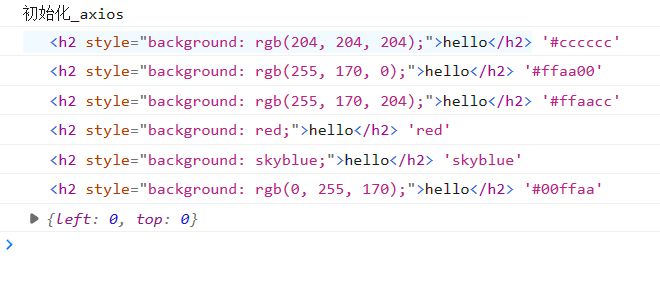 初始化_axios
<h2 style="background: rgb(204, 204, 204);">hello</h2> '#cccccc'
<h2 style="background: rgb(255, 170, 0);">hello</h2> '#ffaa00'
<h2 style="background: rgb(255, 170, 204);">hello</h2> '#ffaacc'
<h2 style="background: red;">hello</h2> 'red'
<h2 style="background: skyblue;">hello</h2> 'skyblue'
<h2 style="background: rgb(0, 255, 170);">hello</h2> '#00ffaa'
{left: 0, top: 0}